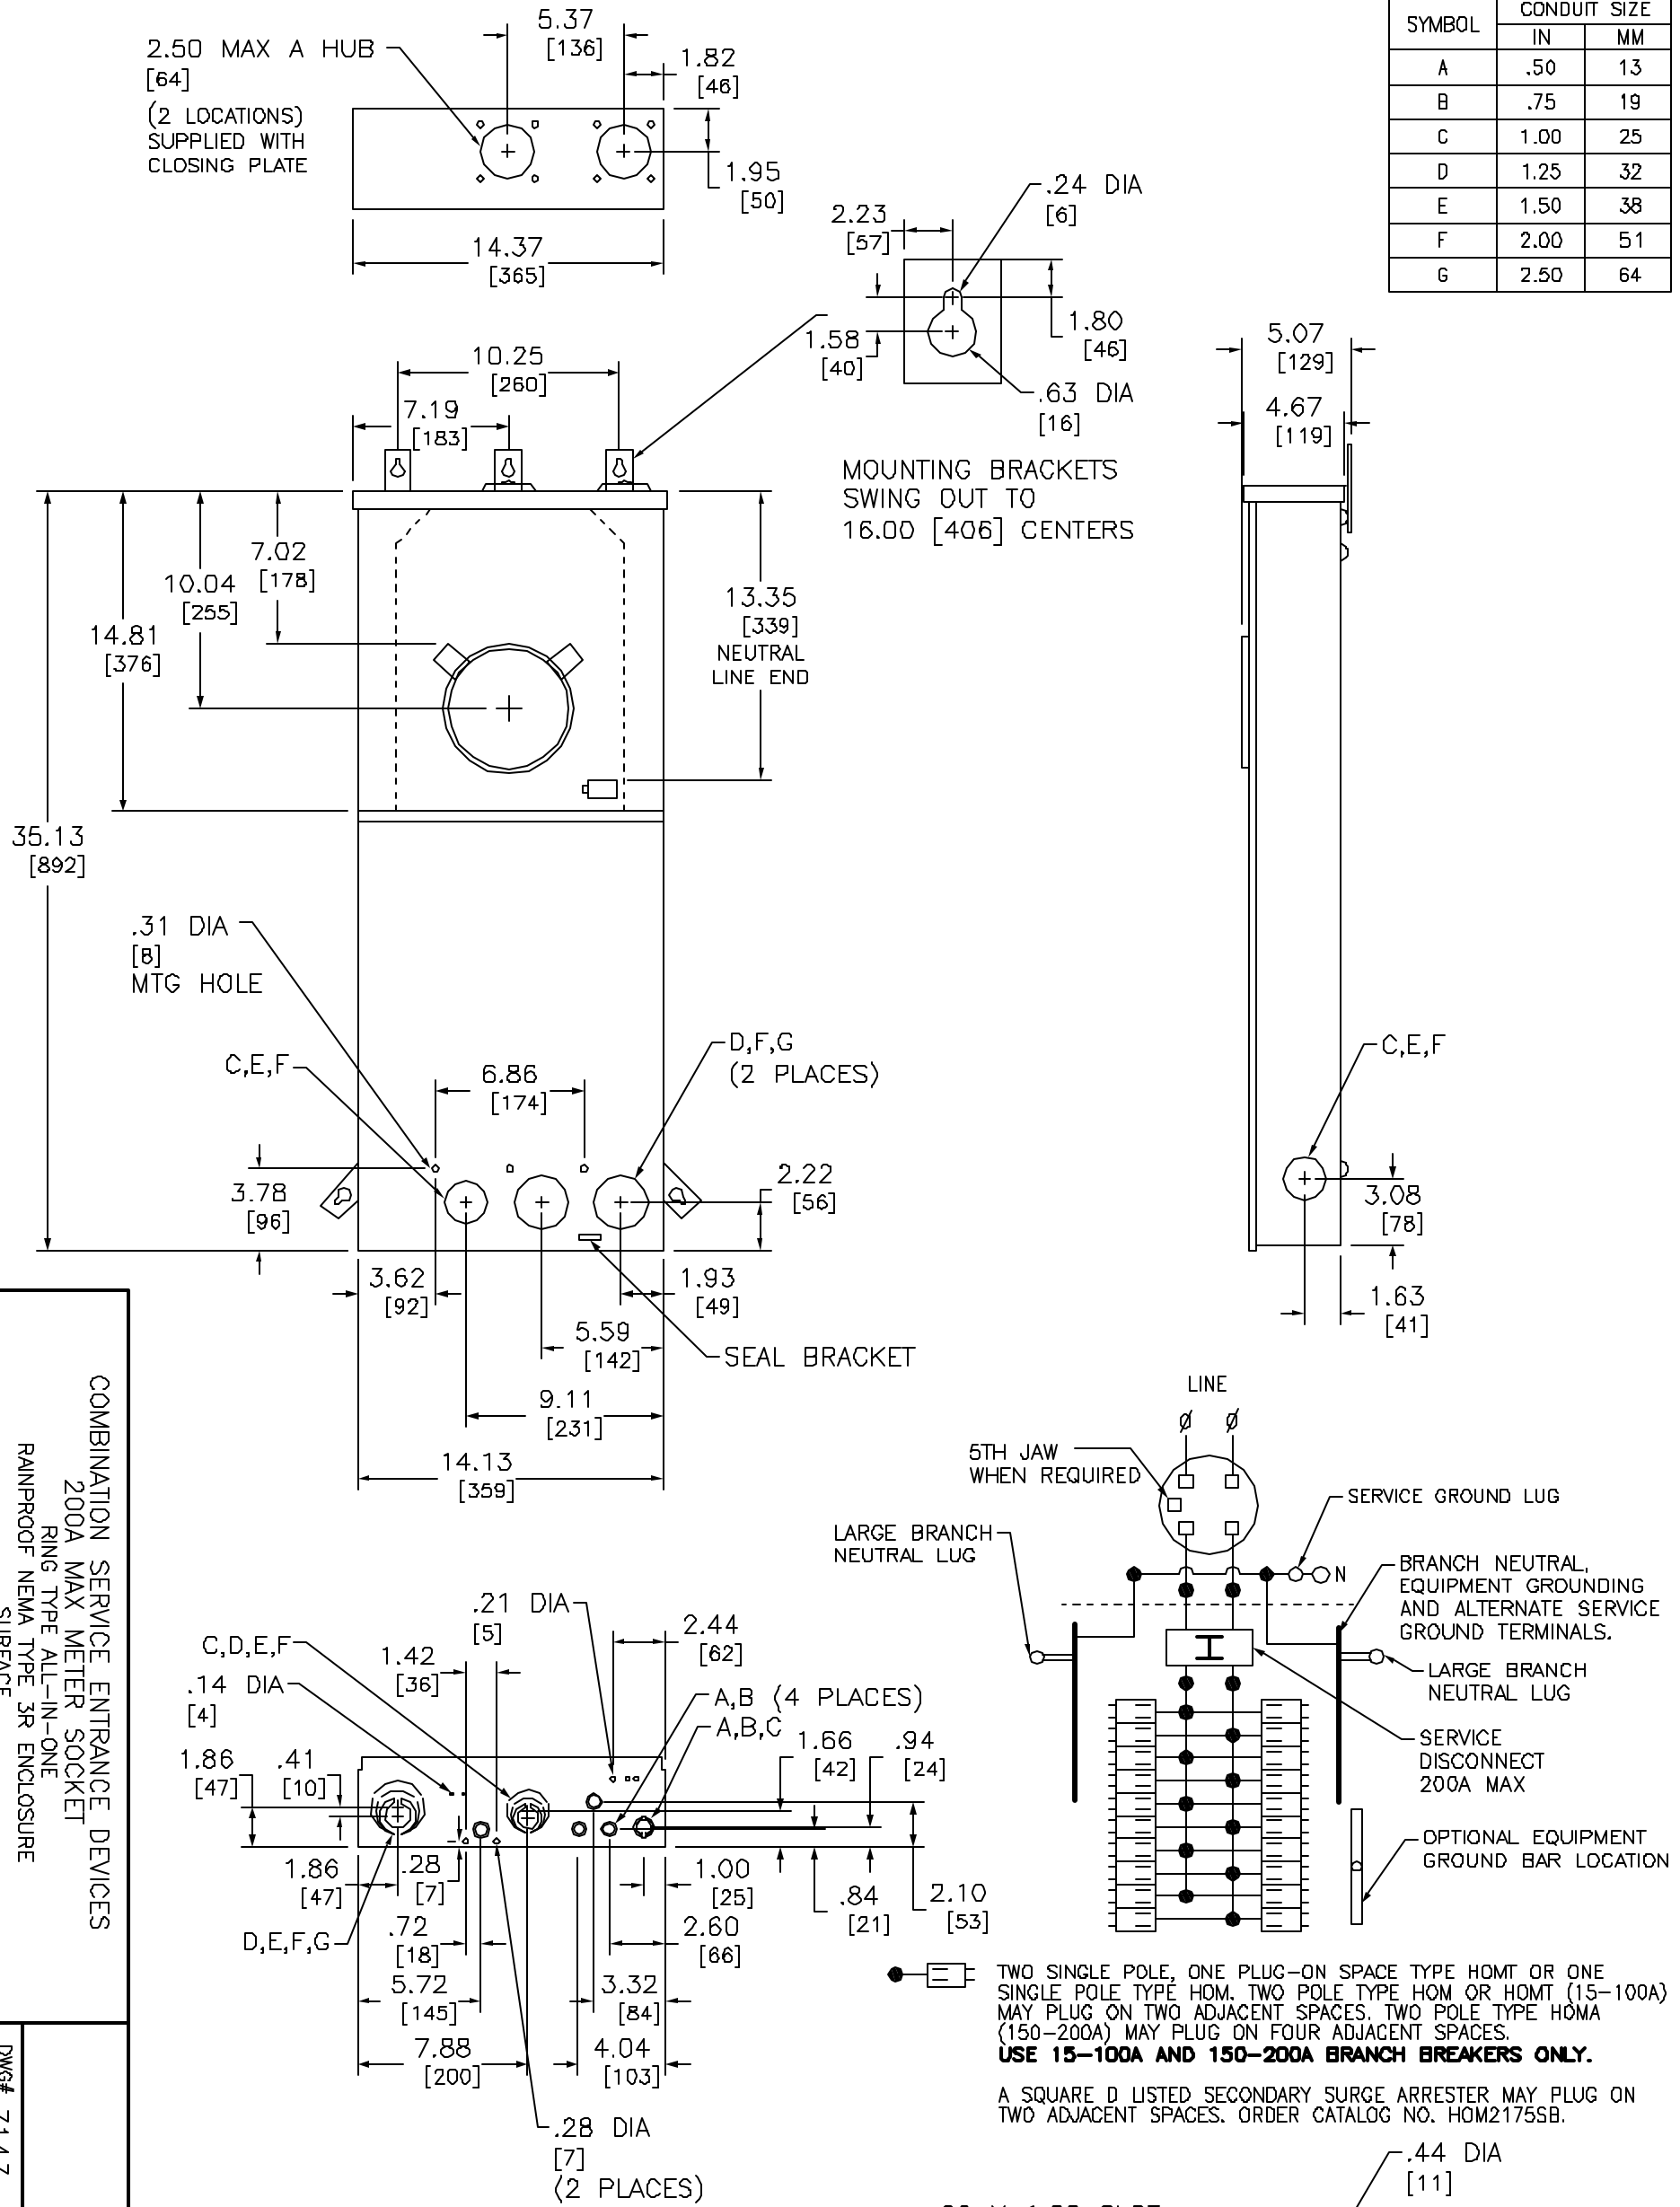 2.50 MAX A HUB
[64]
(2 LOCATIONS)
SUPPLIED WITH
CLOSING PLATE
5.37
[136]
1.82
[46]
1.95
[50]
14.37
[365]
SYMBOL
CONDUIT SIZE
IN MM
A .50 13
B .75 19
C 1.00 25
D 1.25 32
E 1.50 38
F 2.00 51
G 2.50 64
2.23
[57]
.24 DIA
[6]
1.58
[40]
1.80
[46]
.63 DIA
[16]
MOUNTING BRACKETS
SWING OUT TO
16.00 [406] CENTERS
10.25
[260]
7.19
[183]
7.02
[178]
10.04
[255]
14.81
[376]
13.35
[339]
NEUTRAL
LINE END
35.13
[892]
5.07
[129]
4.67
[119]
.31 DIA
[8]
MTG HOLE
C,E,F
6.86
[174]
D,F,G
(2 PLACES)
3.78
[96]
2.22
[56]
3.62
[92]
1.93
[49]
5.59
[142]
SEAL BRACKET
9.11
[231]
14.13
[359]
C,E,F
3.08
[78]
1.63
[41]
LINE
5TH JAW
WHEN REQUIRED
SERVICE GROUND LUG
LARGE BRANCH
NEUTRAL LUG
N
BRANCH NEUTRAL,
EQUIPMENT GROUNDING
AND ALTERNATE SERVICE
GROUND TERMINALS.
LARGE BRANCH
NEUTRAL LUG
SERVICE
DISCONNECT
200A MAX
OPTIONAL EQUIPMENT
GROUND BAR LOCATION
.21 DIA
[5]
2.44
[62]
C,D,E,F
1.42
[36]
.14 DIA
[4]
A,B (4 PLACES)
A,B,C
1.86
[47]
.41
[10]
1.66
[42]
.94
[24]
1.86
[47]
.28
[7]
1.00
[25]
.84
[21]
2.10
[53]
D,E,F,G
.72
[18]
2.60
[66]
5.72
[145]
3.32
[84]
7.88
[200]
4.04
[103]
.28 DIA
[7]
(2 PLACES)
TWO SINGLE POLE, ONE PLUG-ON SPACE TYPE HOMT OR ONE
SINGLE POLE TYPE HOM. TWO POLE TYPE HOM OR HOMT (15-100A)
MAY PLUG ON TWO ADJACENT SPACES. TWO POLE TYPE HOMA
(150-200A) MAY PLUG ON FOUR ADJACENT SPACES.
USE 15-100A AND 150-200A BRANCH BREAKERS ONLY.
A SQUARE D LISTED SECONDARY SURGE ARRESTER MAY PLUG ON
TWO ADJACENT SPACES. ORDER CATALOG NO. HOM2175SB.
.44 DIA
[11]
COMBINATION SERVICE ENTRANCE DEVICES
200A MAX METER SOCKET
RING TYPE ALL-IN-ONE
RAINPROOF NEMA TYPE 3R ENCLOSURE
SURFACE
DWG#